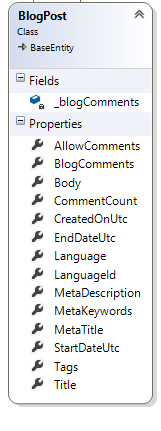 BlogPost
Class
BaseEntity
Fields
_blogComments
Properties
AllowComments
BlogComments
Body
CommentCount
CreatedOnUtc
EndDateUtc
Language
LanguageId
MetaDescription
MetaKeywords
MetaTitle
StartDateUtc
Tags
Title